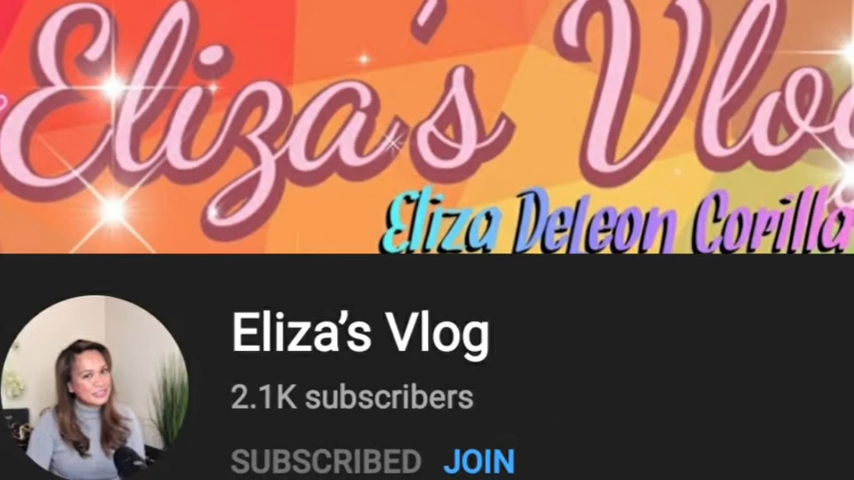 Eliza's Vlo
Eliza Deleon Corilla
Eliza’s Vlog
2.1K subscribers
SUBSCRIBED JOIN